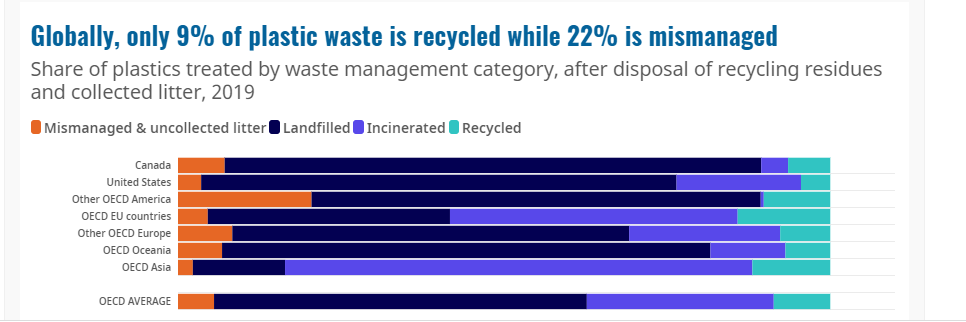 Globally, only 9% of plastic waste is recycled while 22% is mismanaged
Share of plastics treated by waste management category, after disposal of recycling residues
and collected litter, 2019
Mismanaged & uncollected litter Landfilled Incinerated Recycled
Canada
United States
Other OECD America
OECD EU countries
Other OECD Europe
OECD Oceania
OECD Asia
OECD AVERAGE